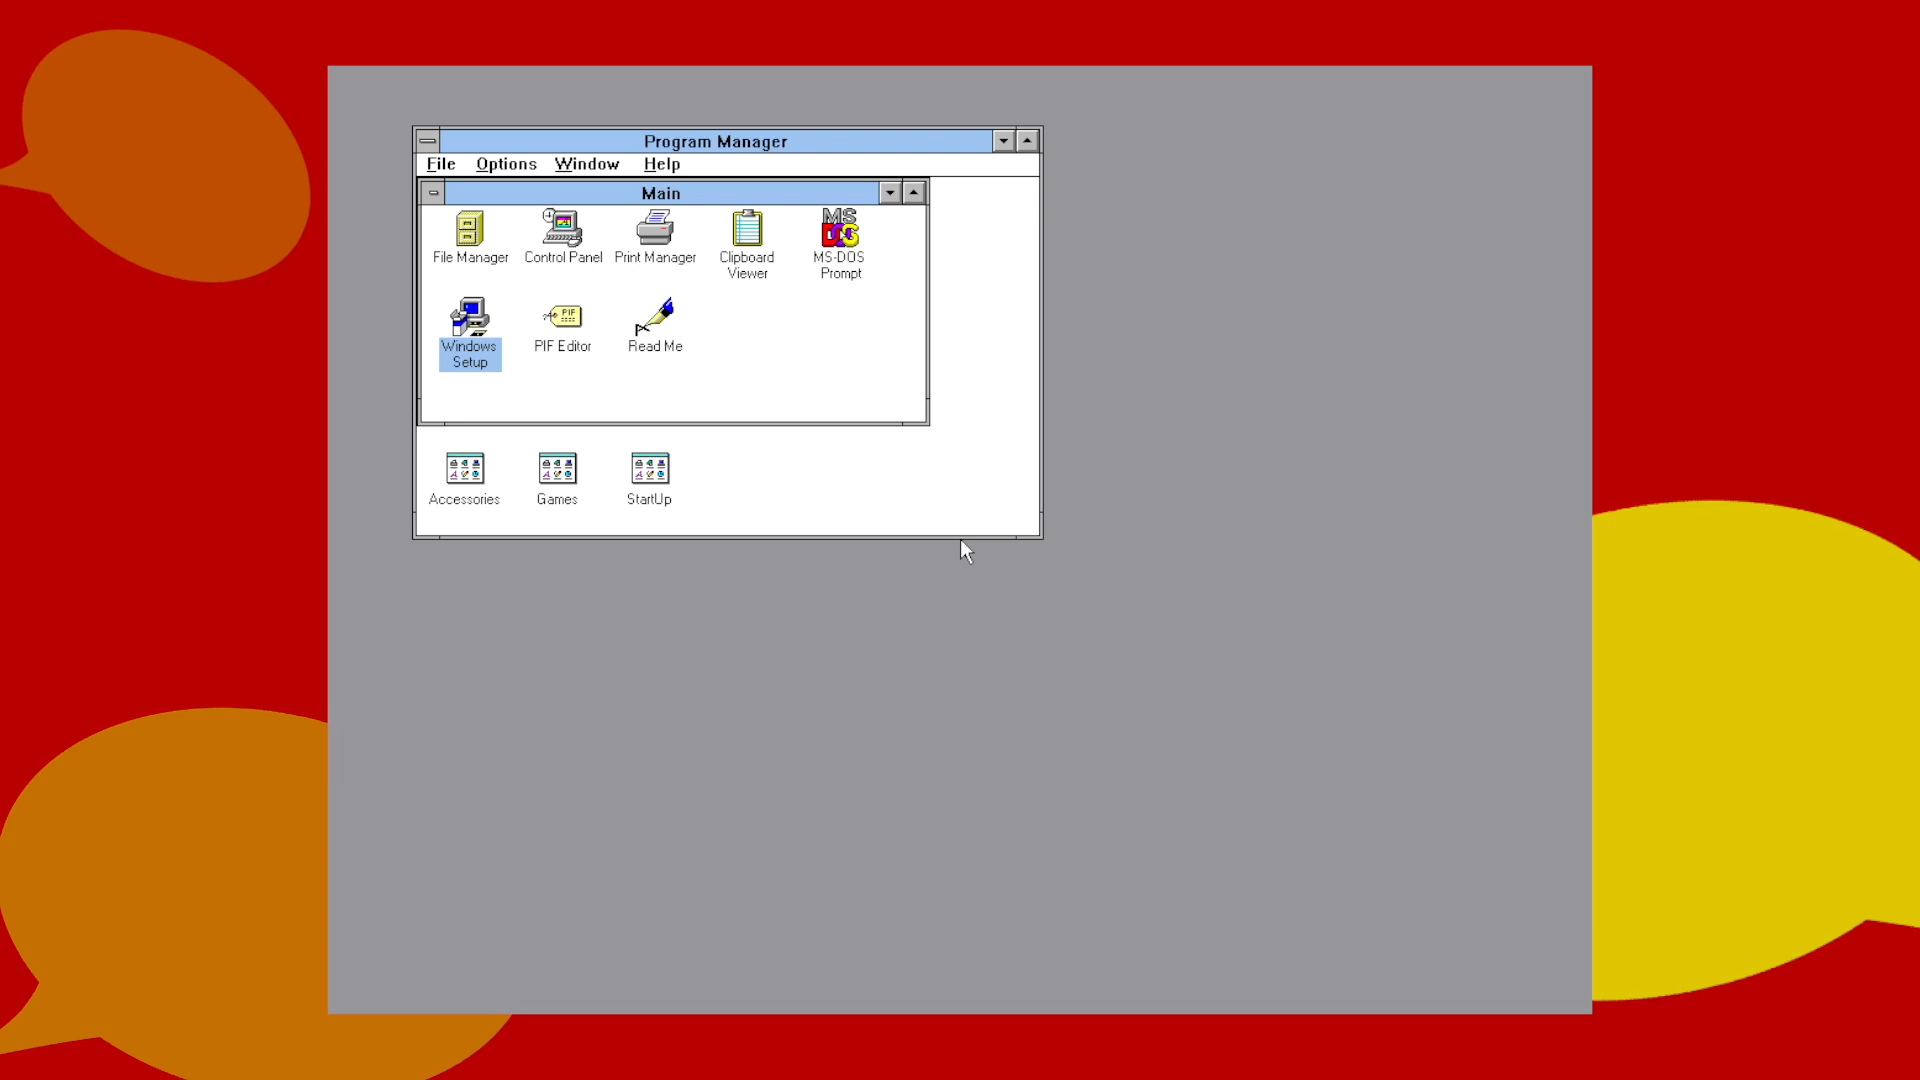 Program Manager
File Options Window Help
Main
File Manager Control Panel Print Manager Clipboard Viewer MS-DOS Prompt
Windows Setup PIF Editor Read Me
Accessories Games StartUp